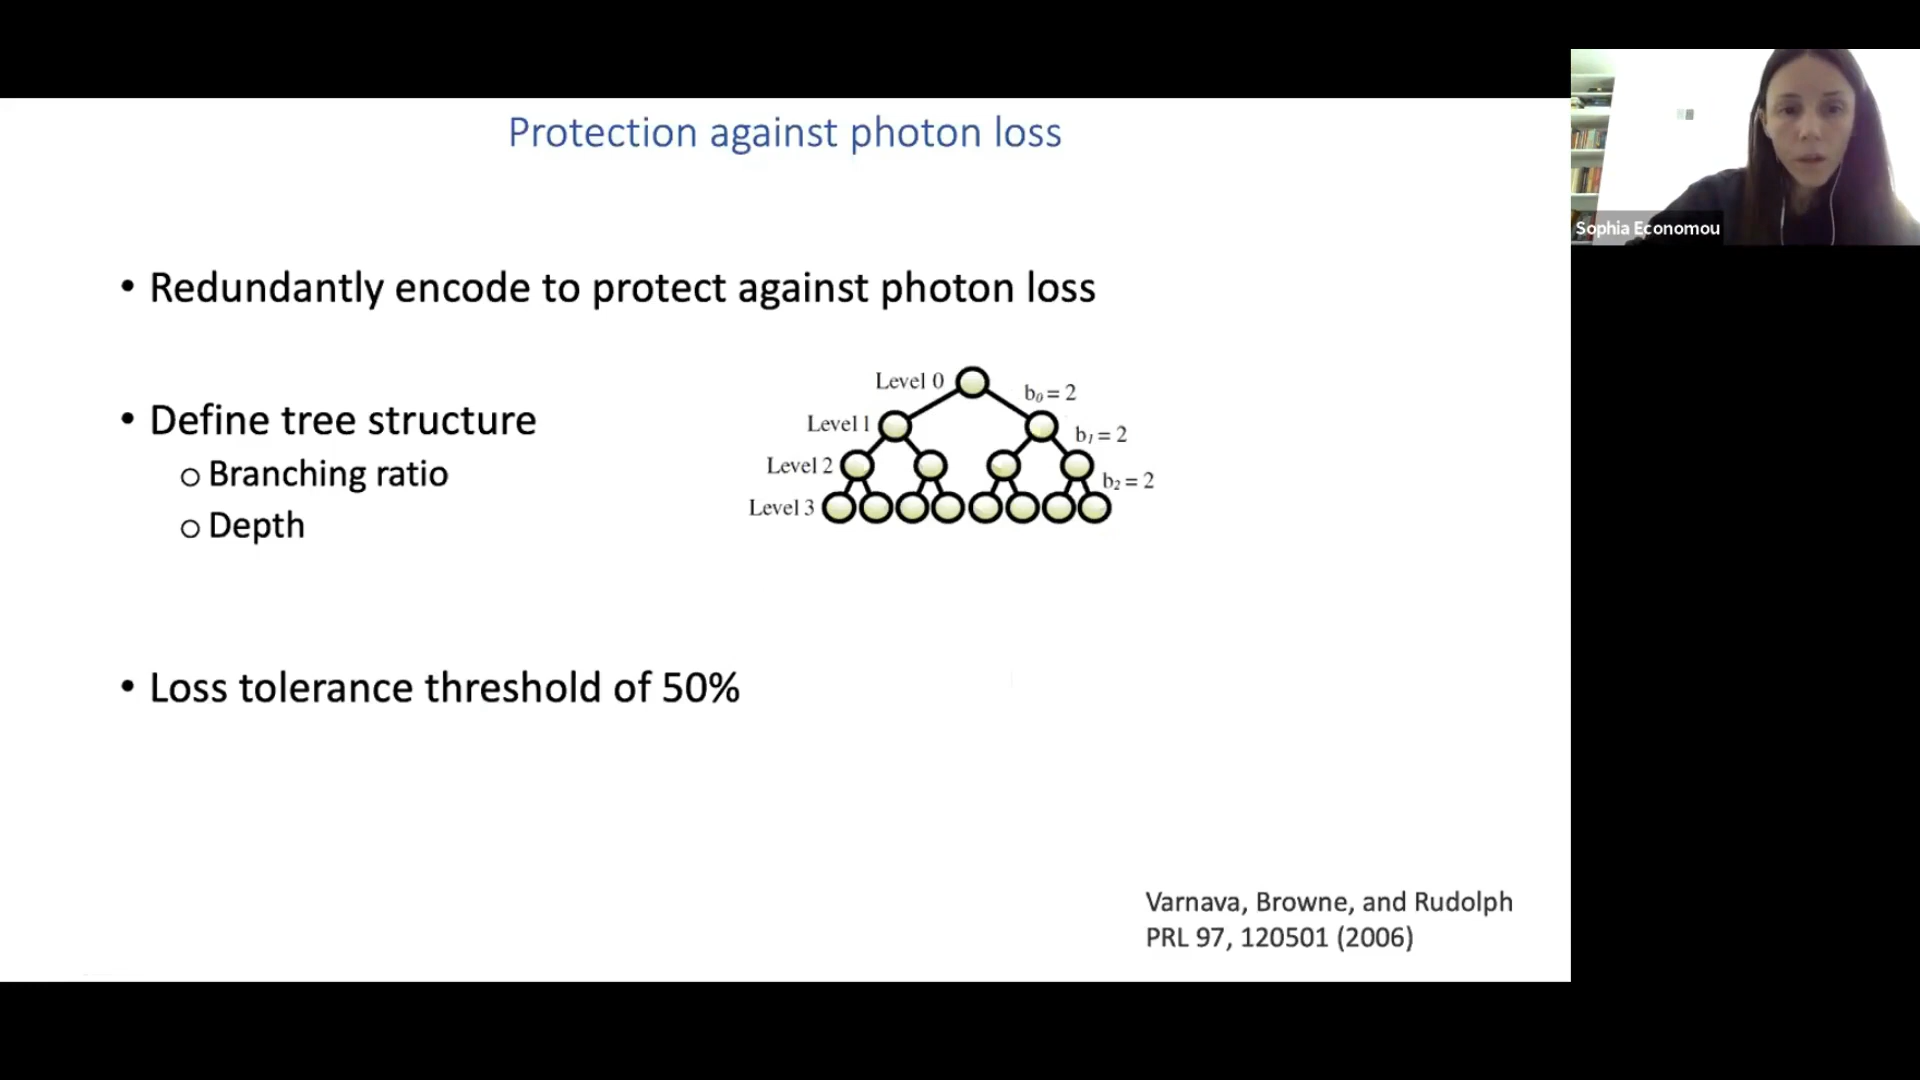 Protection against photon loss
Sophia Economou
• Redundantly encode to protect against photon loss
• Define tree structure
o Branching ratio
o Depth
Level 0
b₀ = 2
Level 1
b₁ = 2
Level 2
b₂ = 2
Level 3
• Loss tolerance threshold of 50%
Varnava, Browne, and Rudolph
PRL 97, 120501 (2006)